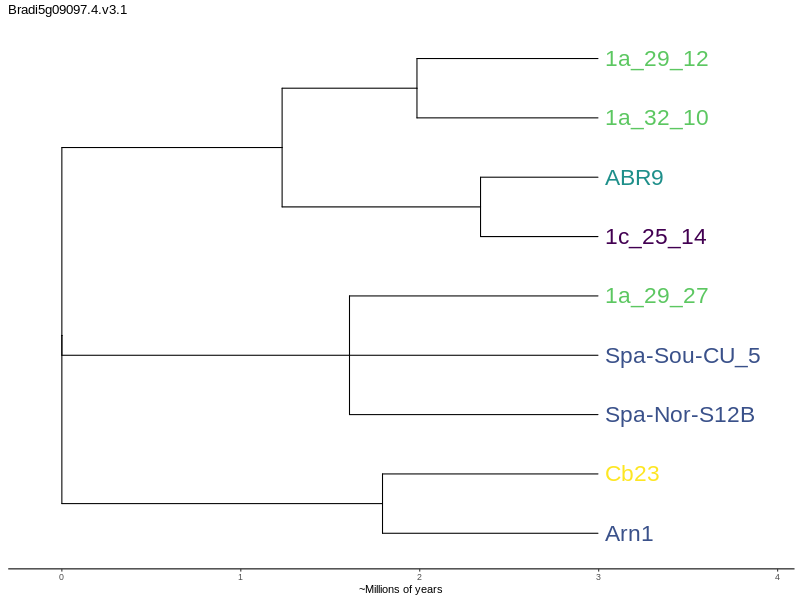 Bradi5g09097.4.v3.1
1a_29_12
1a_32_10
ABR9
1c_25_14
1a_29_27
Spa-Sou-CU_5
Spa-Nor-S12B
Cb23
Arn1
0 1 2 3 4
~Millions of years